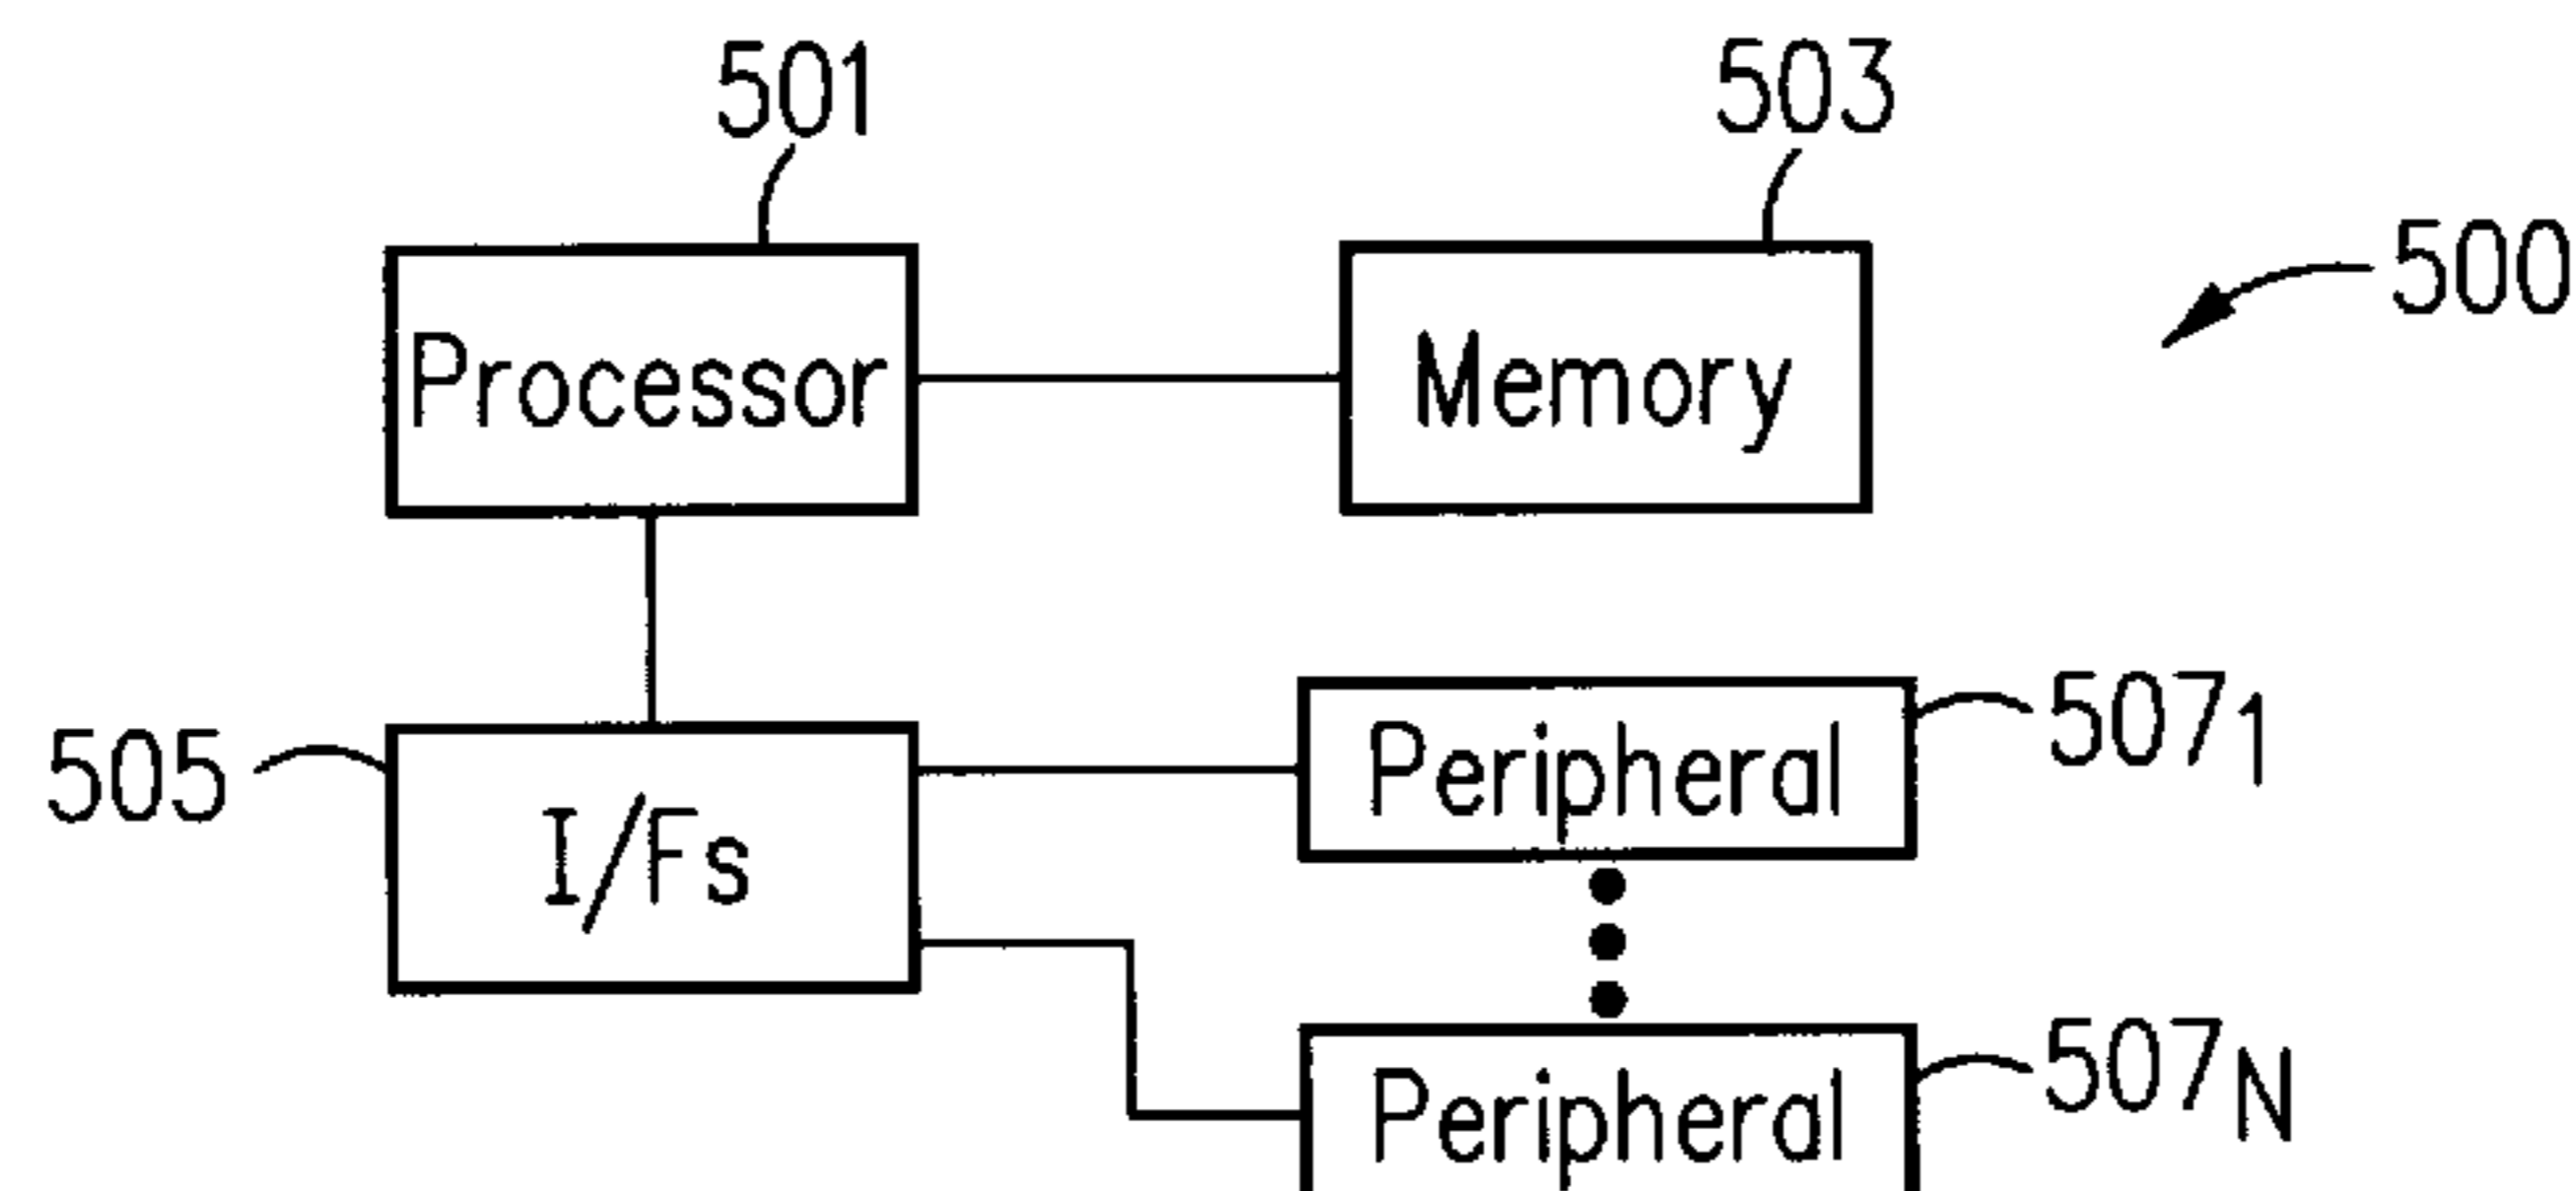 501
503
500
Processor
Memory
505
I/Fs
Peripheral
507₁
Peripheral
507N